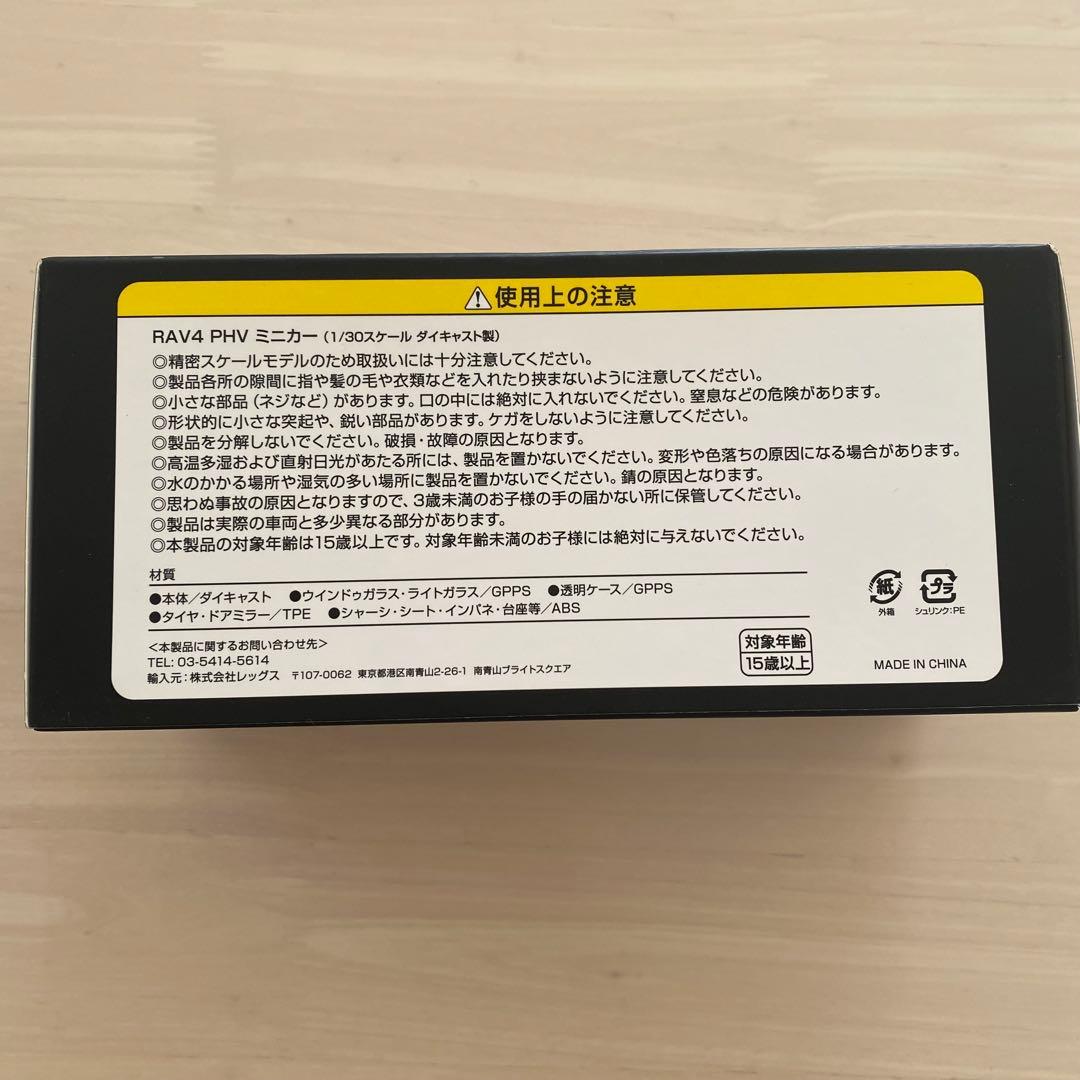 ⚠使用上の注意
RAV4 PHV ミニカー（1/30スケール ダイキャスト製）
◎精密スケールモデルのため取扱いには十分注意してください。
◎製品各所の隙間に指や髪の毛や衣類などを入れたり挟まないように注意してください。
◎小さな部品（ネジなど）があります。口の中には絶対に入れないでください。窒息などの危険があります。
◎形状的に小さな突起や、鋭い部品があります。ケガをしないように注意してください。
◎製品を分解しないでください。破損・故障の原因となります。
◎高温多湿および直射日光があたる所には、製品を置かないでください。変形や色落ちの原因になる場合があります。
◎水のかかる場所や湿気の多い場所に製品を置かないでください。錆の原因となります。
◎思わぬ事故の原因となりますので、3歳未満のお子様の手の届かない所に保管してください。
◎製品は実際の車両と多少異なる部分があります。
◎本製品の対象年齢は15歳以上です。対象年齢未満のお子様には絶対に与えないでください。
材質
●本体/ダイキャスト ●ウインドゥガラス・ライトガラス/GPPS ●透明ケース/GPPS
●タイヤ・ドアミラー/TPE ●シャーシ・シート・インパネ・台座等/ABS
紙 プラ
外箱 シュリンク:PE
<本製品に関するお問い合わせ先>
TEL: 03-5414-5614
輸入元：株式会社レッグス 〒107-0062 東京都港区南青山2-26-1 南青山ブライトスクエア
対象年齢
15歳以上
MADE IN CHINA